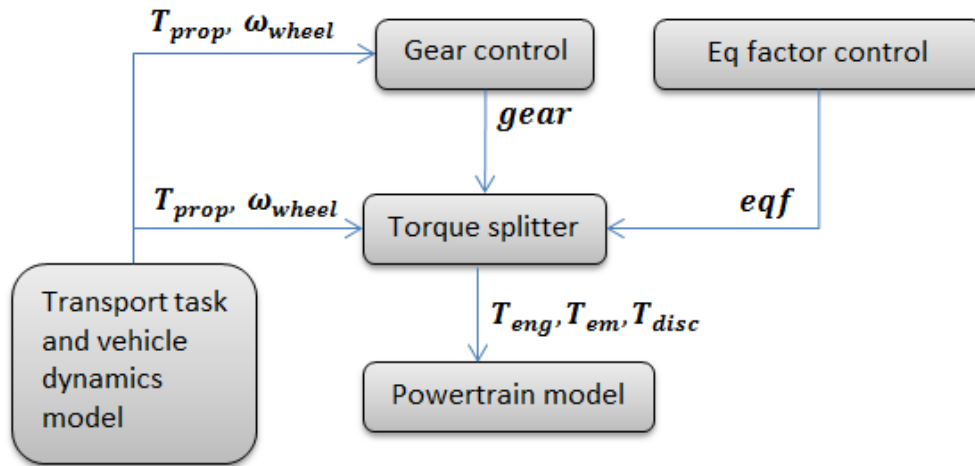 T_prop, ω_wheel
Gear control
Eq factor control
gear
T_prop, ω_wheel
Torque splitter
eqf
Transport task
and vehicle
dynamics
model
T_eng, T_em, T_disc
Powertrain model